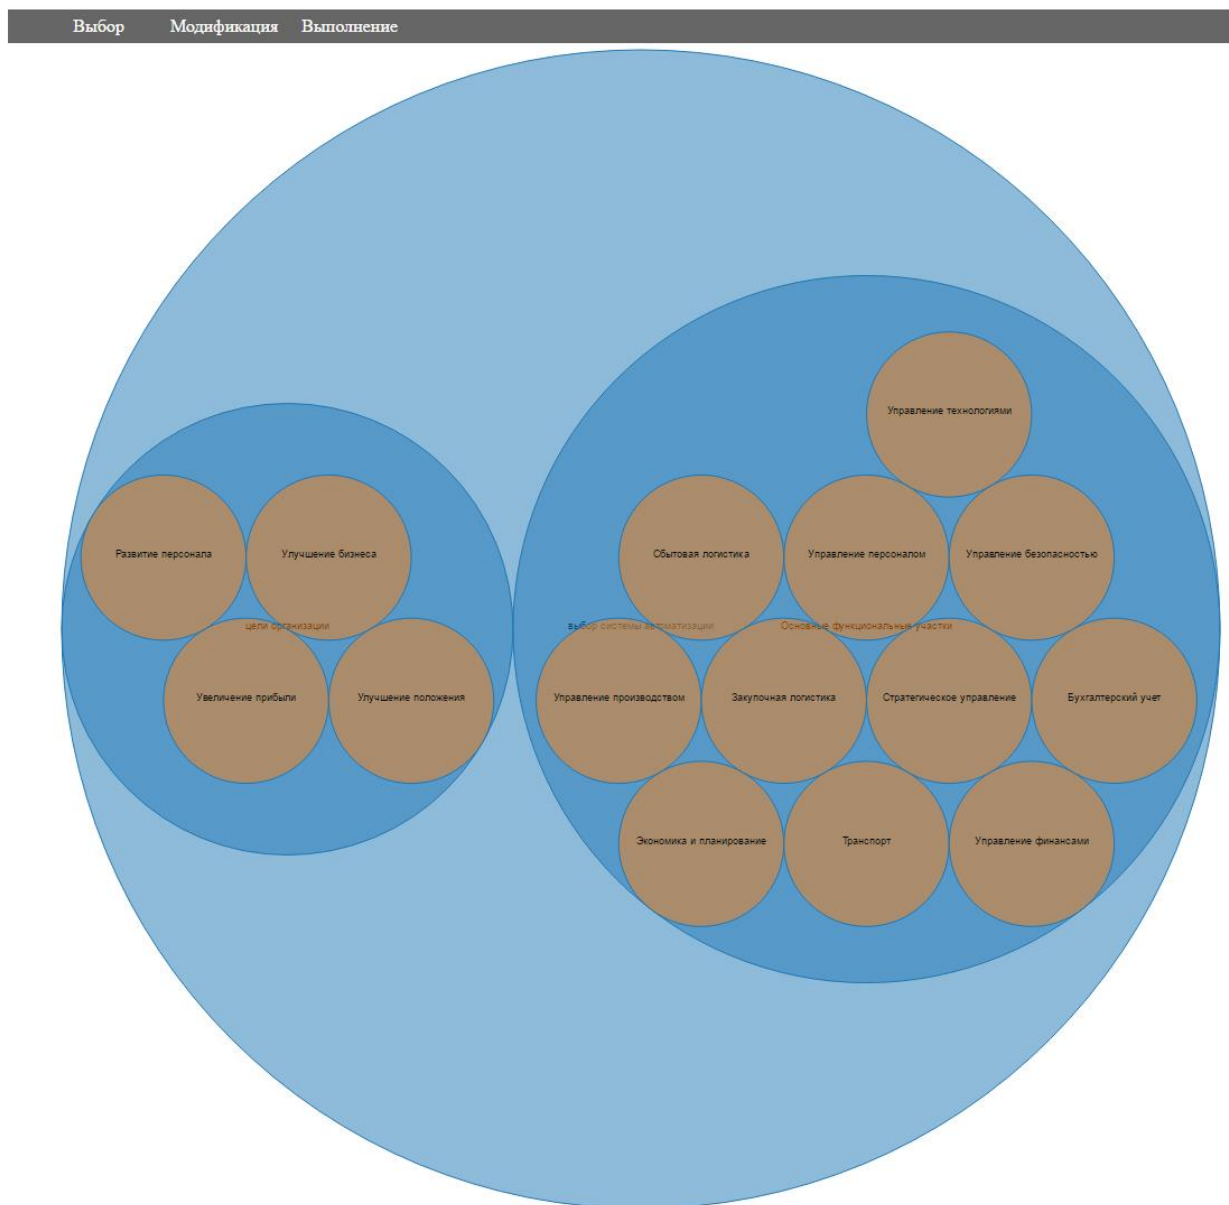 Выбор Модификация Выполнение
Управление технологиями
Развитие персонала Улучшение бизнеса Сбытовая логистика Управление персоналом Управление безопасностью
цели организации выбор системы автоматизации Основные функциональные участки
Увеличение прибыли Улучшение положения Управление производством Закупочная логистика Стратегическое управление Бухгалтерский учет
Экономика и планирование Транспорт Управление финансами